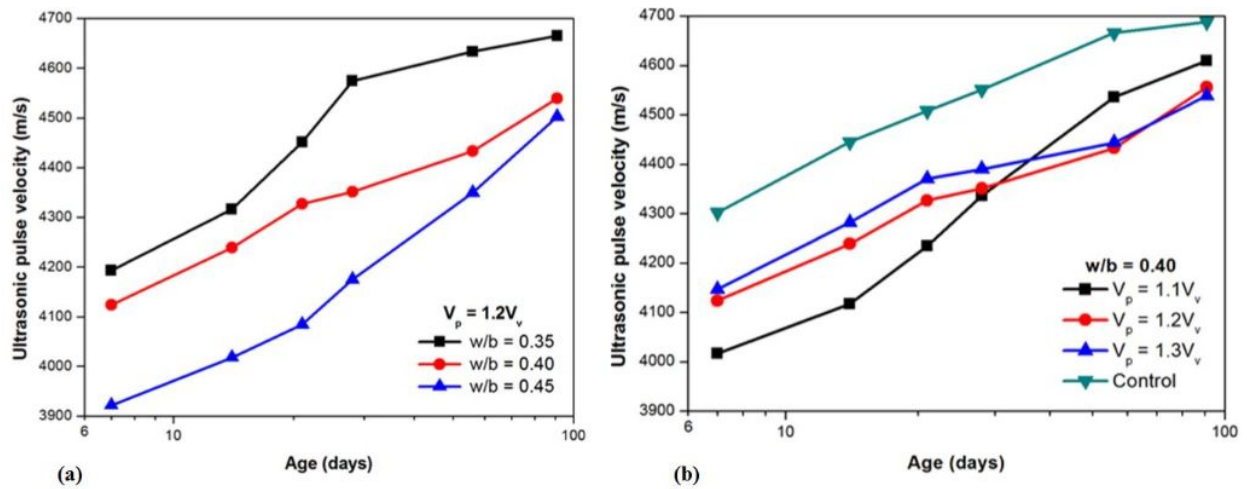 4700
4600
4500
4400
4300
4200
4100
4000
3900
6
10
100
Ultrasonic pulse velocity (m/s)
Age (days)
Vp = 1.2Vv
w/b = 0.35
w/b = 0.40
w/b = 0.45
(a)
4700
4600
4500
4400
4300
4200
4100
4000
3900
6
10
100
Ultrasonic pulse velocity (m/s)
Age (days)
w/b = 0.40
Vp = 1.1Vv
Vp = 1.2Vv
Vp = 1.3Vv
Control
(b)